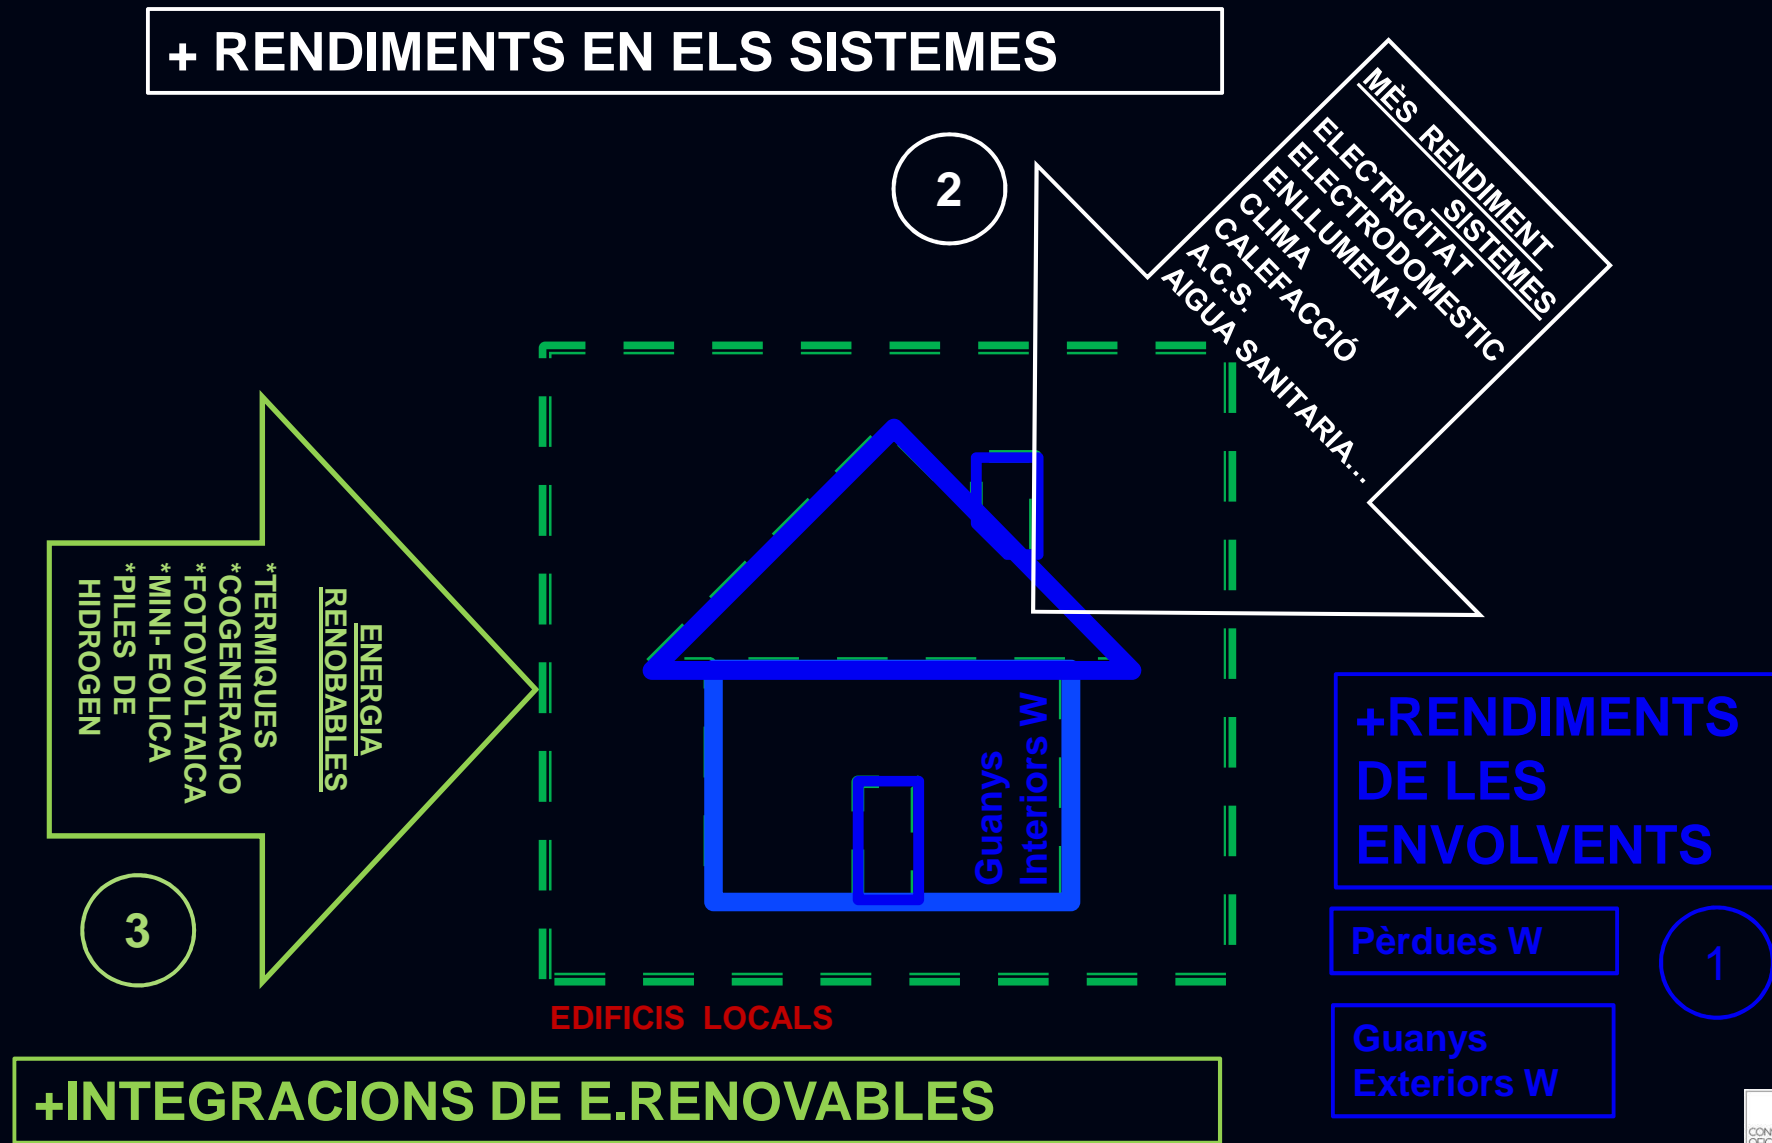 + RENDIMENTS EN ELS SISTEMES
2
MÈS RENDIMENT
SISTEMES
ELECTRICITAT
ELECTRODOMESTIC
ENLLUMENAT
CLIMA
CALEFACCIÓ
A.C.S.
AIGUA SANITARIA...
ENERGIA
RENOBABLES
*TERMIQUES
*COGENERACIO
*FOTOVOLTAICA
*MINI- EOLICA
*PILES DE
HIDROGEN
3
Guanys
Interiors W
+RENDIMENTS
DE LES
ENVOLVENTS
Pèrdues W
1
Guanys
Exteriors W
EDIFICIS LOCALS
+INTEGRACIONS DE E.RENOVABLES